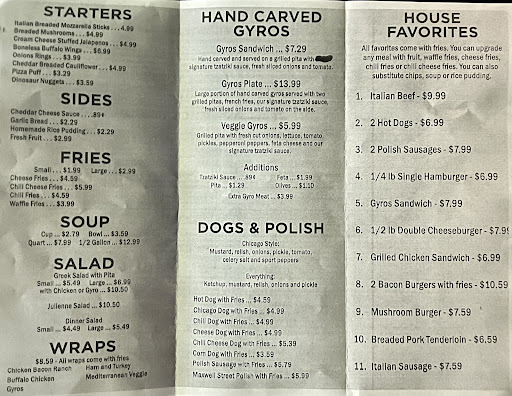 STARTERS
Italian Breaded Mozzarella Sticks ... 4.99
Breaded Mushrooms ... $4.99
Cream Cheese Stuffed Jalapenos ... $4.99
Boneless Buffalo Wings ... $6.99
Onions Rings ... $3.99
Cheddar Breaded Cauliflower ... $4.99
Pizza Puff ... $3.29
Dinosaur Nuggets ... $3.59
SIDES
Cheddar Cheese Sauce ... .89¢
Garlic Bread ... $2.29
Homemade Rice Pudding ... $2.29
Fresh Fruit ... $2.99
FRIES
Small ... $1.99 Large ... $2.99
Cheese Fries ... $4.59
Chili Cheese Fries ... $5.99
Chili Fries ... $4.59
Waffle Fries ... $3.99
SOUP
Cup ... $2.79 Bowl ... $3.59
Quart ... $7.99 1/2 Gallon ... $12.99
SALAD
Greek Salad with Pita
Small ... $5.49 Large ... $6.99
with Chicken or Gyro ... $10.50
Julienne Salad ... $10.50
Dinner Salad
Small ... $4.49 Large ... $5.49
WRAPS
$8.59 - All wraps come with fries
Chicken Bacon Ranch Ham and Turkey
Buffalo Chicken Mediterranean Veggie
Gyros
HAND CARVED
GYROS
Gyros Sandwich ... $7.29
Hand carved and served on a grilled pita with
signature tzatziki sauce, fresh sliced onions and tomato.
Gyros Plate ... $13.99
Large portion of hand carved gyros served with two
grilled pitas, french fries, our signature tzatziki sauce,
fresh sliced onions and tomato on the side.
Veggie Gyros ... $5.99
Grilled pita with fresh cut onions, lettuce, tomato,
pickles, pepperoni peppers, feta cheese and our
signature tzatziki sauce.
Additions
Tzatziki Sauce ... .89¢ Feta ... $1.99
Pita ... $1.29 Olives ... $1.10
Extra Gyro Meat ... $3.99
DOGS & POLISH
Chicago Style:
Mustard, relish, onions, pickle, tomato,
celery salt and sport peppers
Everything:
Ketchup, mustard, relish, onions and pickle
Hot Dog with Fries ... $4.59
Chicago Dog with Fries ... $4.99
Chili Dog with Fries ... $4.99
Cheese Dog with Fries ... $4.99
Chili Cheese Dog with Fries ... $5.39
Corn Dog with Fries ... $3.59
Polish Sausage with Fries ... $5.79
Maxwell Street Polish with Fries ... $5.99
HOUSE
FAVORITES
All favorites come with fries. You can upgrade
any meal with fruit, waffle fries, cheese fries,
chili fries or chili cheese fries. You can also
substitute chips, soup or rice pudding.
1. Italian Beef - $9.99
2. 2 Hot Dogs - $6.99
3. 2 Polish Sausages - $7.99
4. 1/4 lb Single Hamburger - $6.99
5. Gyros Sandwich - $7.99
6. 1/2 lb Double Cheeseburger - $7.99
7. Grilled Chicken Sandwich - $6.99
8. 2 Bacon Burgers with fries - $10.59
9. Mushroom Burger - $7.59
10. Breaded Pork Tenderloin - $6.59
11. Italian Sausage - $7.59